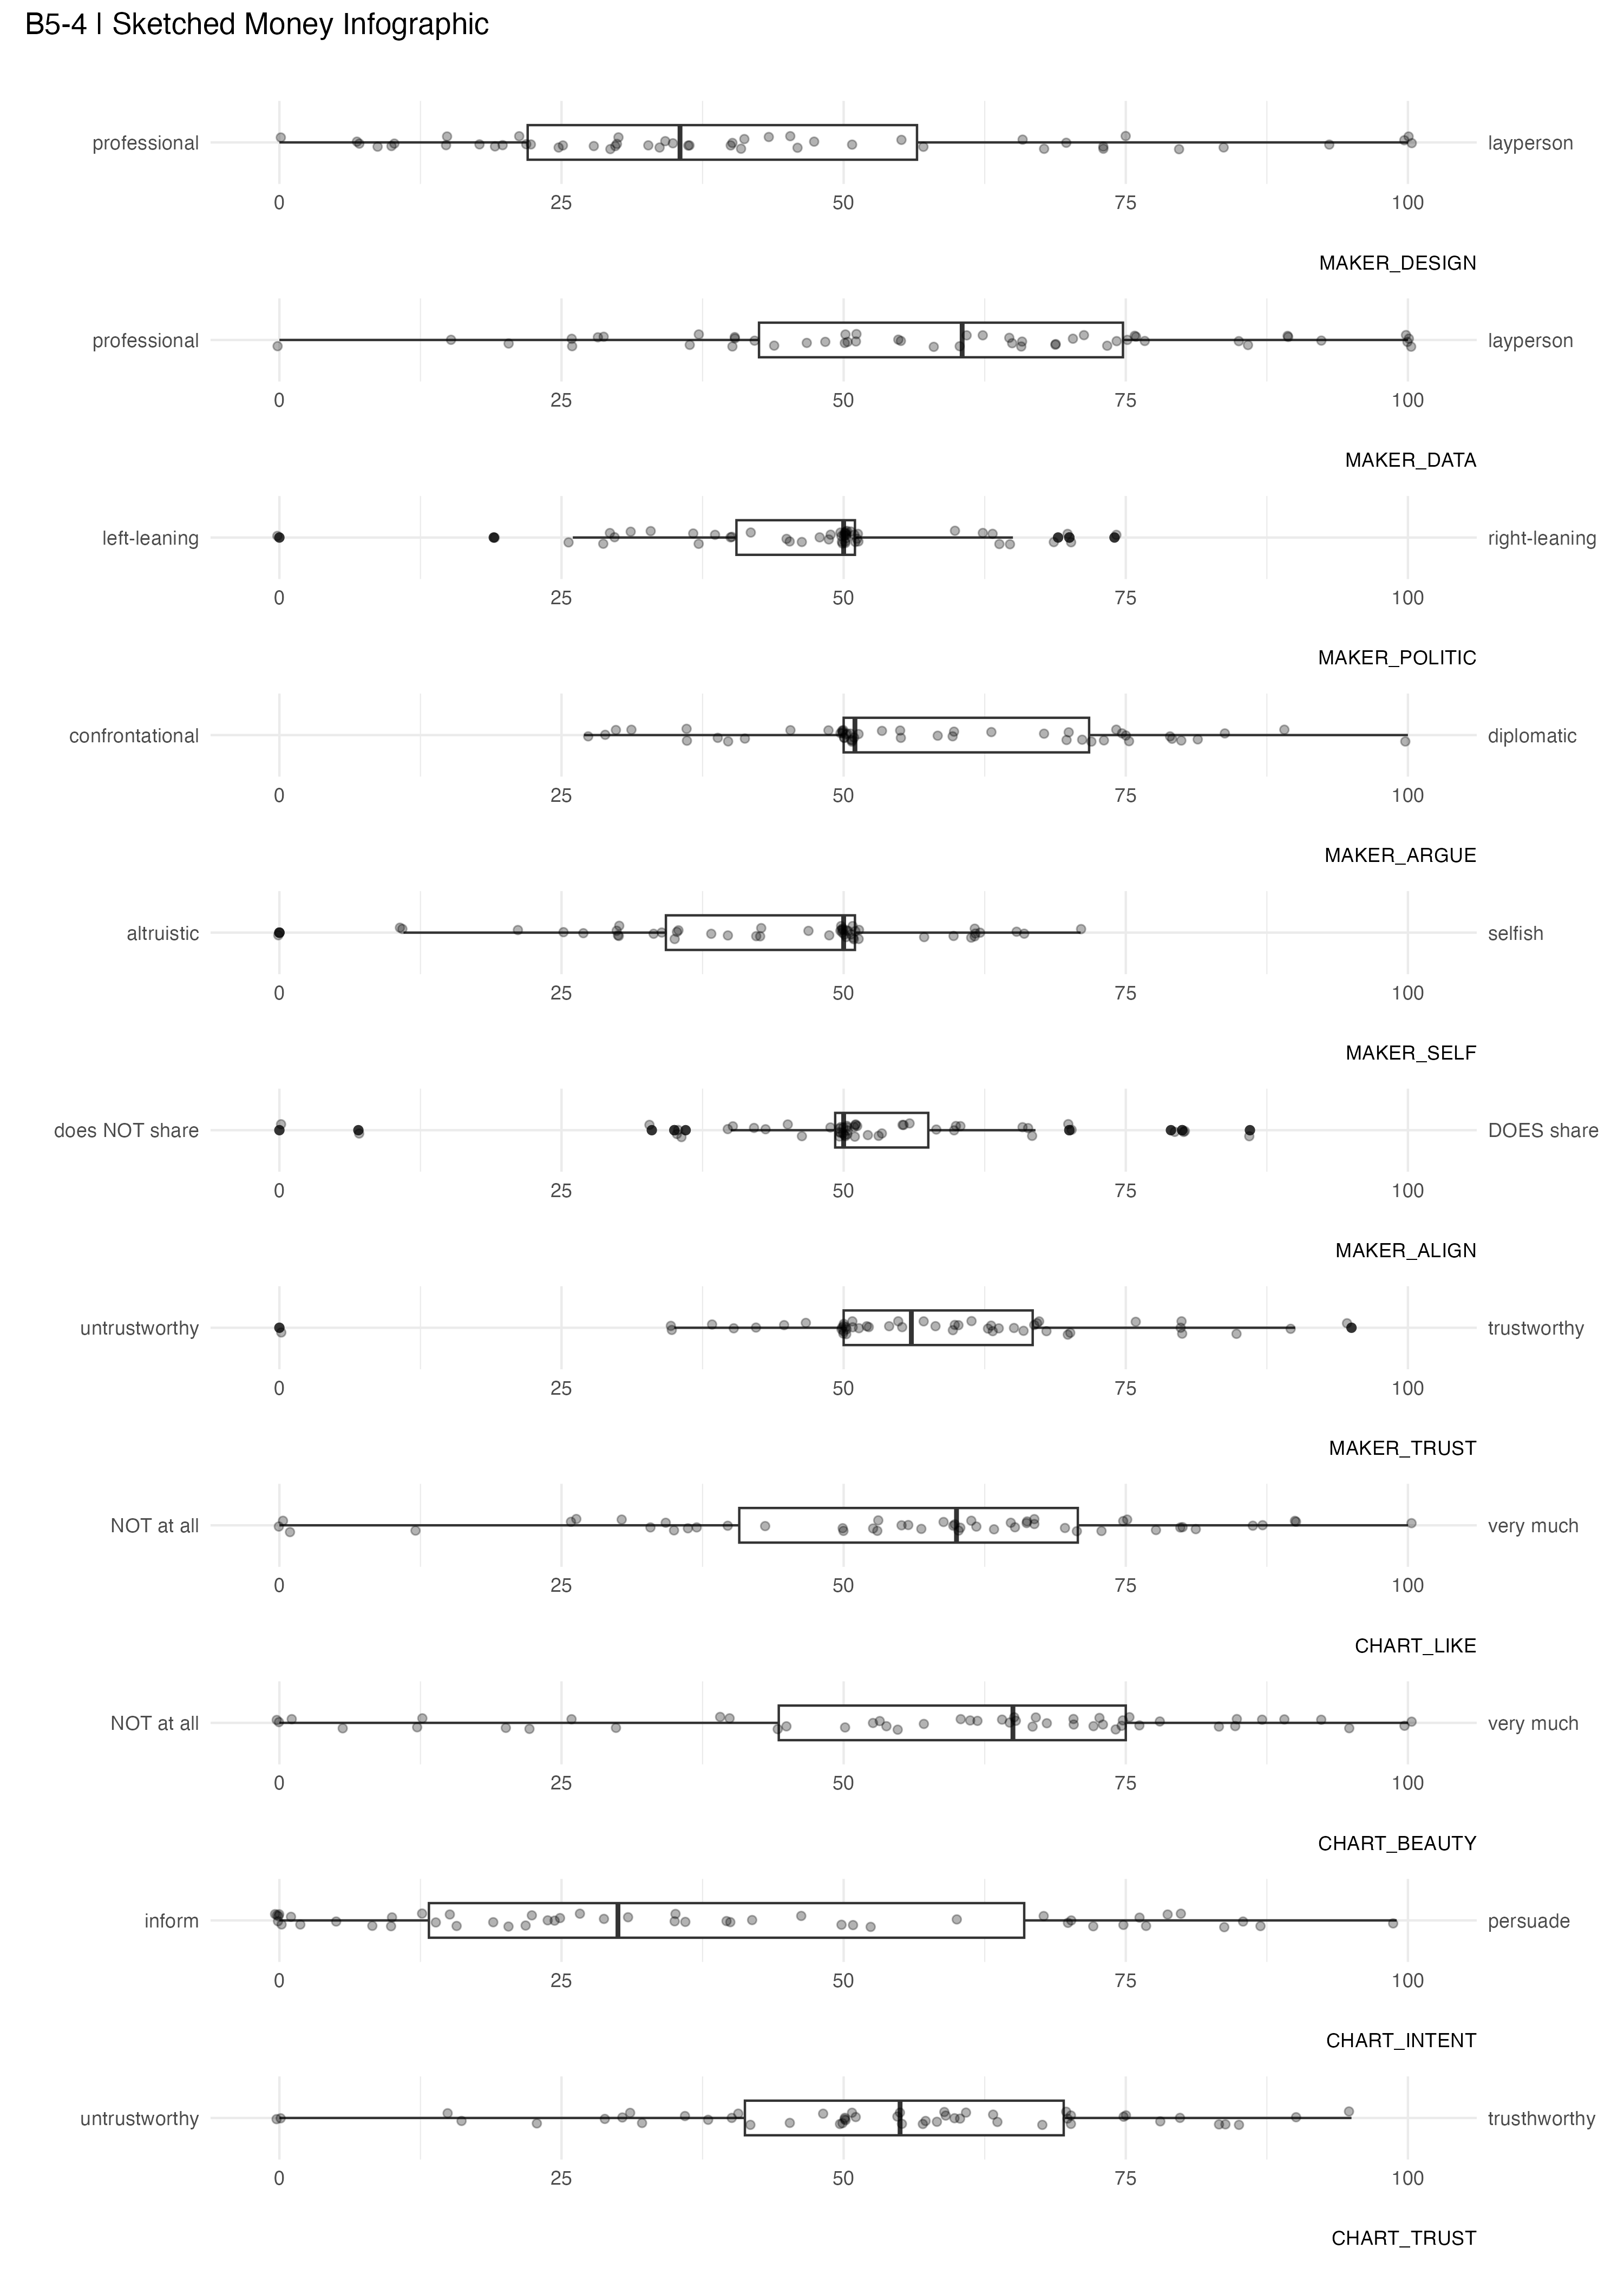 B5-4 | Sketched Money Infographic
professional layperson
0 25 50 75 100
MAKER_DESIGN
professional layperson
0 25 50 75 100
MAKER_DATA
left-leaning right-leaning
0 25 50 75 100
MAKER_POLITIC
confrontational diplomatic
0 25 50 75 100
MAKER_ARGUE
altruistic selfish
0 25 50 75 100
MAKER_SELF
does NOT share DOES share
0 25 50 75 100
MAKER_ALIGN
untrustworthy trustworthy
0 25 50 75 100
MAKER_TRUST
NOT at all very much
0 25 50 75 100
CHART_LIKE
NOT at all very much
0 25 50 75 100
CHART_BEAUTY
inform persuade
0 25 50 75 100
CHART_INTENT
untrustworthy trusthworthy
0 25 50 75 100
CHART_TRUST